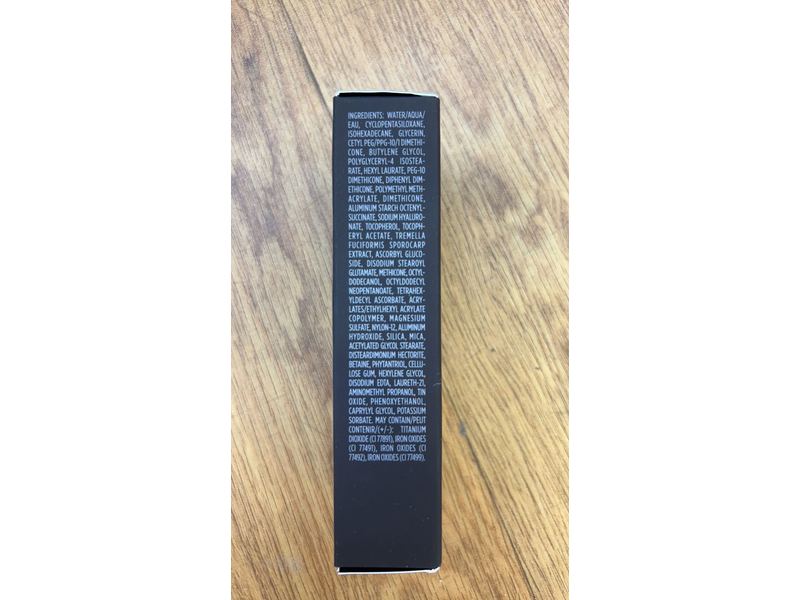 INGREDIENTS: WATER/AQUA/
EAU, CYCLOPENTASILOXANE,
ISOHEXADECANE, GLYCERIN,
CETYL PEG/PPG-10/1 DIMETHI-
CONE, BUTYLENE GLYCOL,
POLYGLYCERYL-4 ISOSTEA-
RATE, HEXYL LAURATE, PEG-10
DIMETHICONE, DIPHENYL DIM-
ETHICONE, POLYMETHYL METH-
ACRYLATE, DIMETHICONE,
ALUMINUM STARCH OCTENYL-
SUCCINATE, SODIUM HYALURO-
NATE, TOCOPHEROL, TOCOPH-
ERYL ACETATE, TREMELLA
FUCIFORMIS SPOROCARP
EXTRACT, ASCORBYL GLUCO-
SIDE, DISODIUM STEAROYL
GLUTAMATE, METHICONE, OCTYL-
DODECANOL, OCTYLDODECYL
NEOPENTANOATE, TETRAHEX-
YLDECYL ASCORBATE, ACRY-
LATES/ETHYLHEXYL ACRYLATE
COPOLYMER, MAGNESIUM
SULFATE, NYLON-12, ALUMINUM
HYDROXIDE, SILICA, MICA,
ACETYLATED GLYCOL STEARATE,
DISTEARDIMONIUM HECTORITE,
BETAINE, PHYTANTRIOL, CELLU-
LOSE GUM, HEXYLENE GLYCOL,
DISODIUM EDTA, LAURETH-21,
AMINOMETHYL PROPANOL, TIN
OXIDE, PHENOXYETHANOL,
CAPRYLYL GLYCOL, POTASSIUM
SORBATE. MAY CONTAIN/PEUT
CONTENIR/(+/-): TITANIUM
DIOXIDE (CI 77891), IRON OXIDES
(CI 77491), IRON OXIDES (CI
77492), IRON OXIDES (CI 77499).